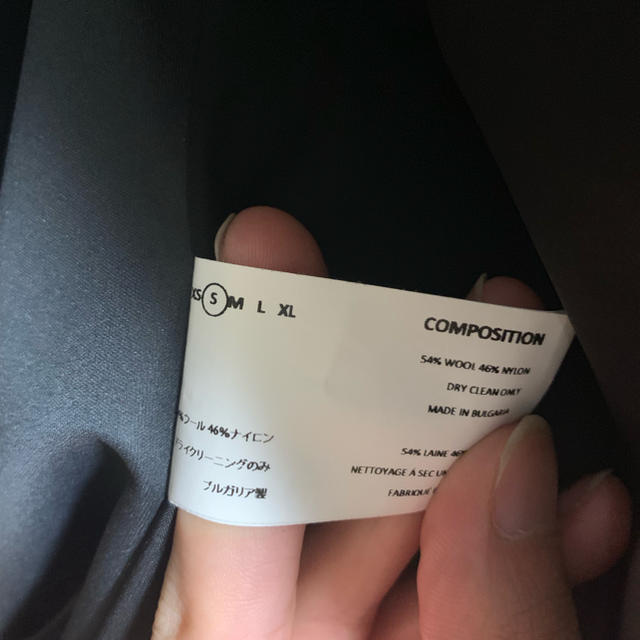 S M L XL
COMPOSITION
54% WOOL 46% NYLON
DRY CLEAN ONLY
MADE IN BULGARIA
ール 46%ナイロン
ライクリーニングのみ
ブルガリア製
54% LAINE
NETTOYAGE À SEC
FABRIQUÉ